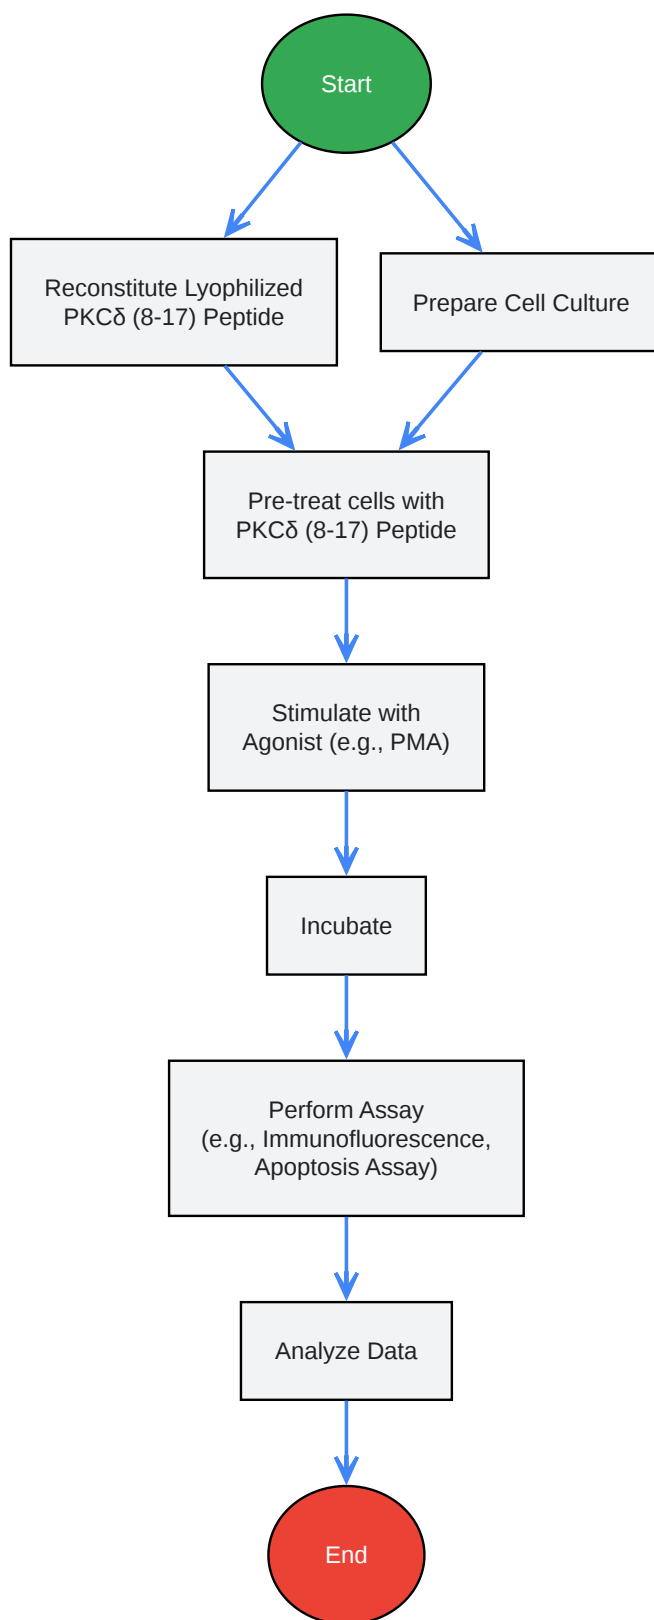 Start
Reconstitute Lyophilized
PKCδ (8-17) Peptide
Prepare Cell Culture
Pre-treat cells with
PKCδ (8-17) Peptide
Stimulate with
Agonist (e.g., PMA)
Incubate
Perform Assay
(e.g., Immunofluorescence,
Apoptosis Assay)
Analyze Data
End